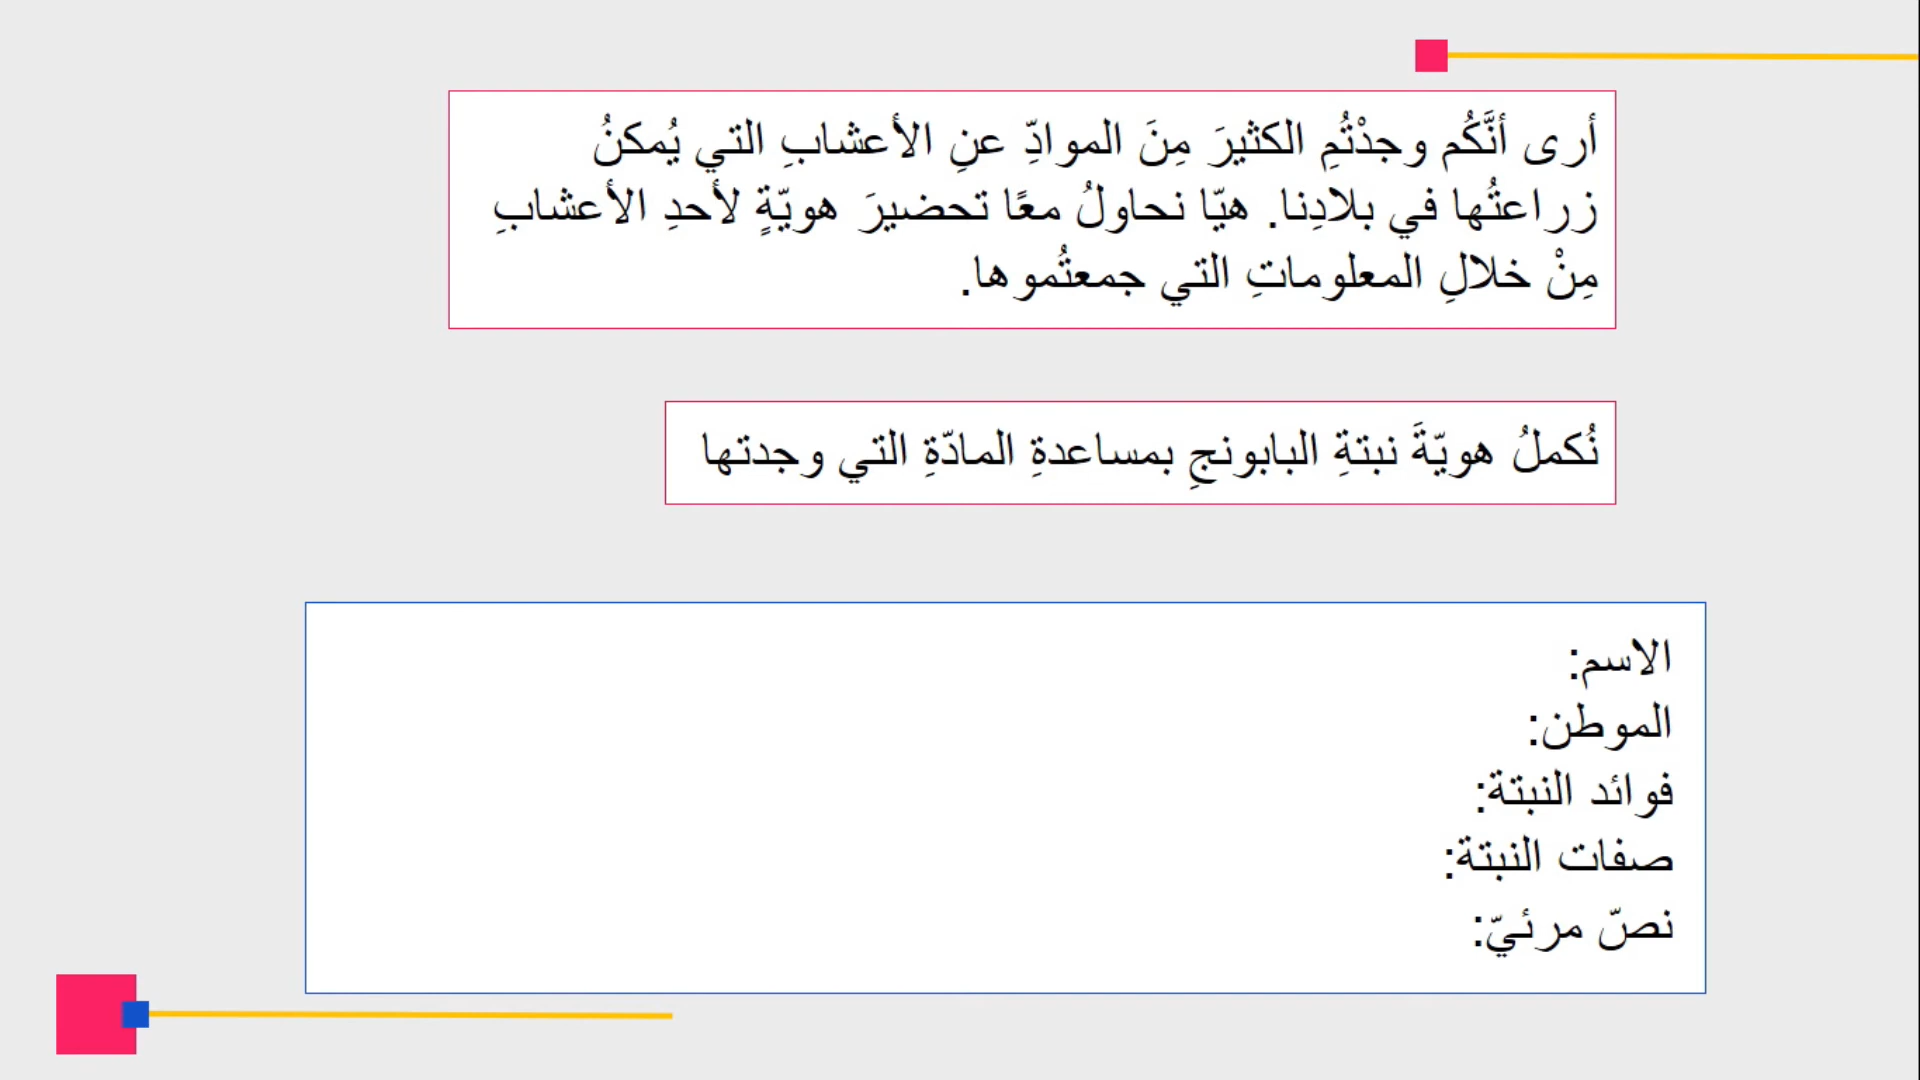 أرى أنَّكُم وجدْتُمِ الكثيرَ مِنَ الموادِّ عنِ الأعشابِ التي يُمكنُ
زراعتُها في بلادِنا. هيّا نحاولُ معًا تحضيرَ هويّةٍ لأحدِ الأعشابِ
مِنْ خلالِ المعلوماتِ التي جمعتُموها.
نُكملُ هويّةَ نبتةِ البابونجِ بمساعدةِ المادّةِ التي وجدتها
الاسم:
الموطن:
فوائد النبتة:
صفات النبتة:
نصّ مرئيّ: